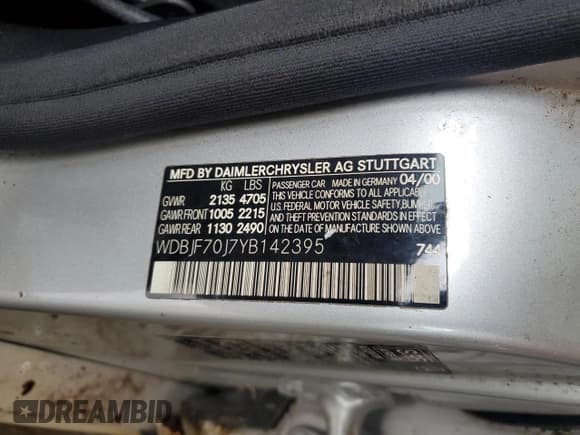 MFD BY DAIMLERCHRYSLER AG STUTTGART
KG LBS
GVWR 2135 4705
GAWR FRONT 1005 2215
GAWR REAR 1130 2490
PASSENGER CAR MADE IN GERMANY 04/00
THIS VEHICLE CONFORMS TO ALL APPLICABLE
U.S. FEDERAL MOTOR VEHICLE SAFETY, BUMPER
AND THEFT PREVENTION STANDARDS IN EFFECT
ON THE DATE OF MANUFACTURE SHOWN ABOVE.
WDBJF70J7YB142395 744
DREAMBID